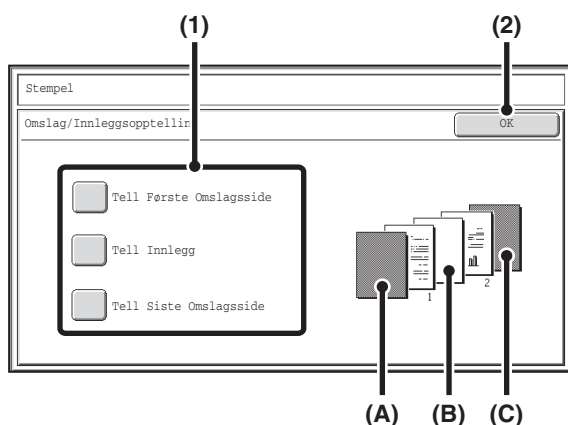 (1) (2)
Stempel
Omslag/Innleggsopptellin
OK
Tell Første Omslagsside
Tell Innlegg
Tell Siste Omslagsside
1 2
(A) (B) (C)